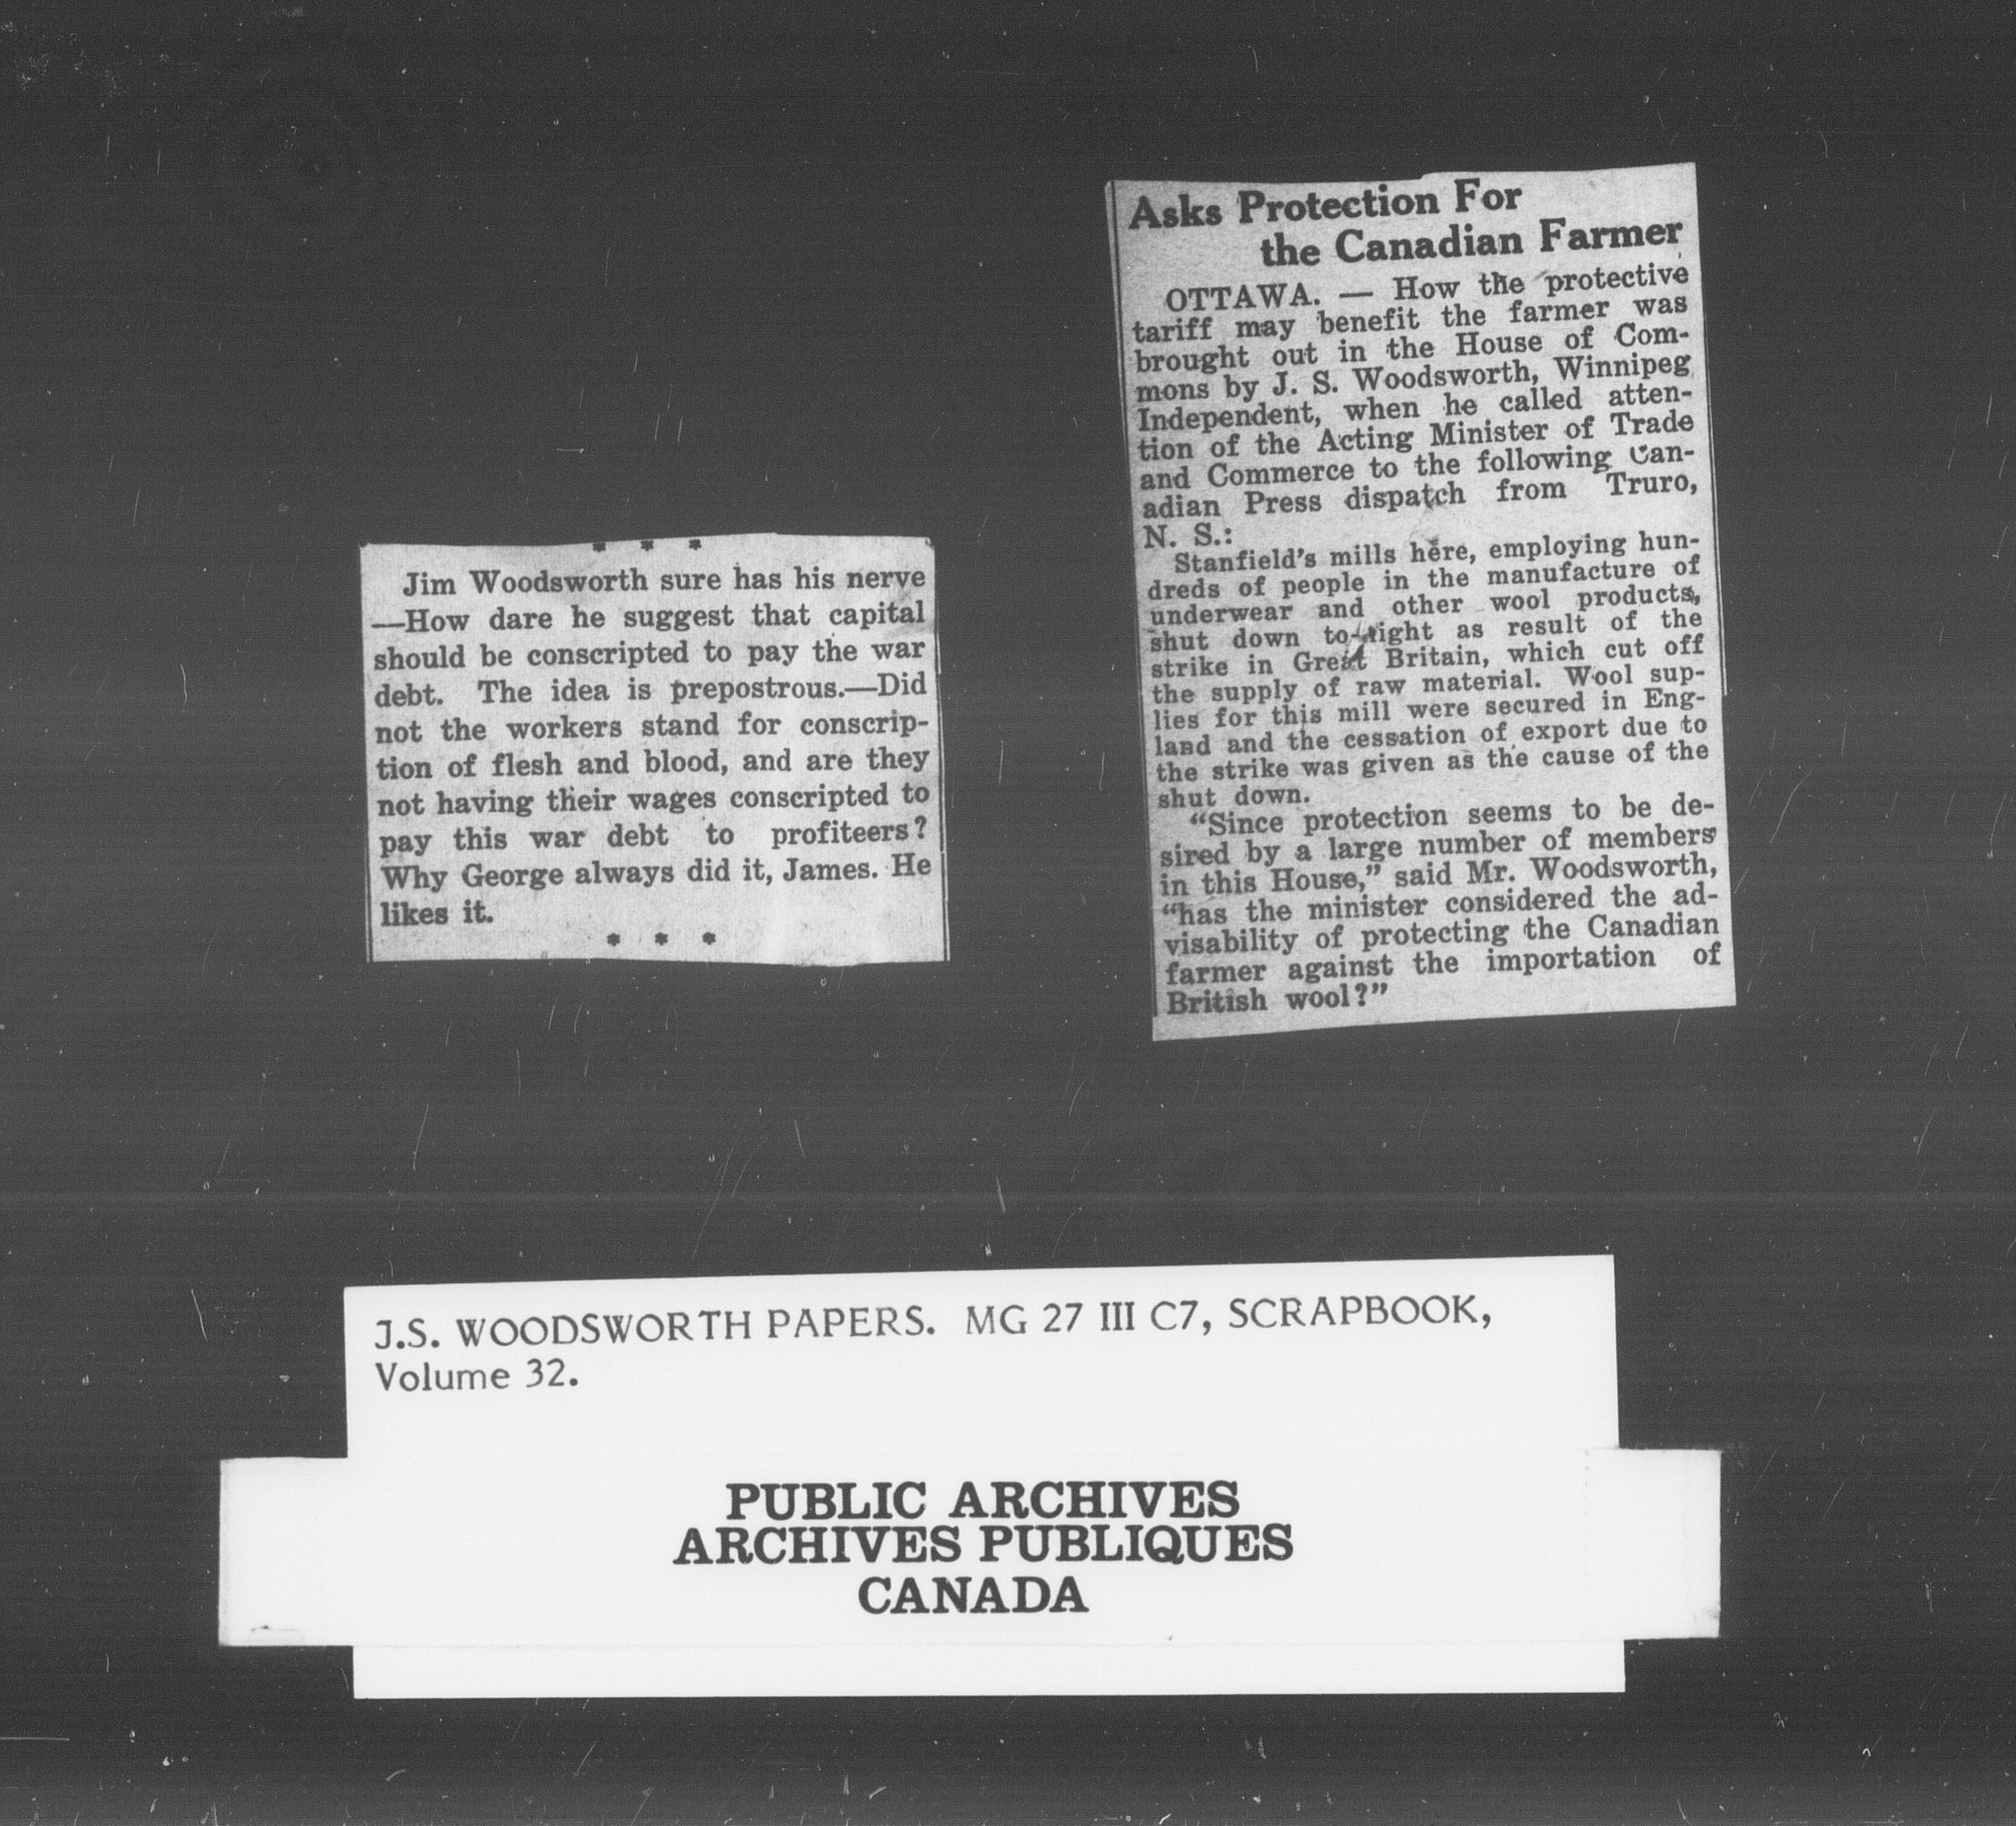 * * *
Jim Woodsworth sure has his nerve
—How dare he suggest that capital
should be conscripted to pay the war
debt. The idea is prepostrous.—Did
not the workers stand for conscrip-
tion of flesh and blood, and are they
not having their wages conscripted to
pay this war debt to profiteers?
Why George always did it, James. He
likes it.
* * *
Asks Protection For
the Canadian Farmer
OTTAWA. — How the protective
tariff may benefit the farmer was
brought out in the House of Com-
mons by J. S. Woodsworth, Winnipeg
Independent, when he called atten-
tion of the Acting Minister of Trade
and Commerce to the following Can-
adian Press dispatch from Truro,
N. S.:
Stanfield's mills here, employing hun-
dreds of people in the manufacture of
underwear and other wool products,
shut down to-night as result of the
strike in Great Britain, which cut off
the supply of raw material. Wool sup-
lies for this mill were secured in Eng-
land and the cessation of export due to
the strike was given as the cause of the
shut down.
"Since protection seems to be de-
sired by a large number of members
in this House," said Mr. Woodsworth,
"has the minister considered the ad-
visability of protecting the Canadian
farmer against the importation of
British wool?"
J.S. WOODSWORTH PAPERS. MG 27 III C7, SCRAPBOOK,
Volume 32.
PUBLIC ARCHIVES
ARCHIVES PUBLIQUES
CANADA